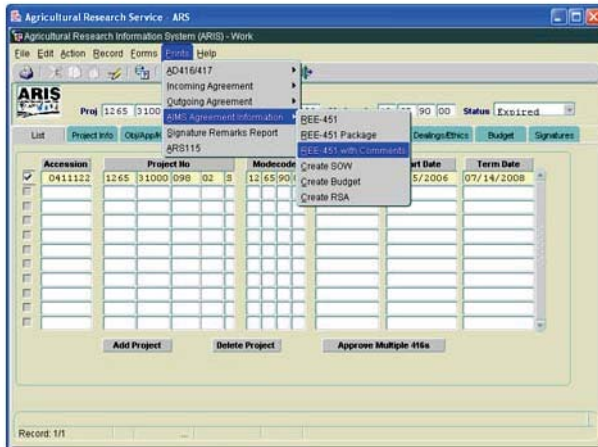 Agricultural Research Service - ARS
Agricultural Research Information System (ARIS) - Work
File Edit Action Record Forms Prints Help
AD416/417
ARIS
Incoming Agreement
Outgoing Agreement
Proj 1265 3100 90 00 Status Expired
AIMS Agreement Information REE-451
List Project Info Signature Remarks Report REE-451 Package Dealings/Ethics Budget Signatures
ARS115 REE-451 with Comments
Accession Project No Modecode Create SOW Term Date
0411122 1265 31000 098 02 S 12 65 90 5/2006 07/14/2008
Create Budget
Create RSA
Add Project Delete Project Approve Multiple 416s
Record: 1/1